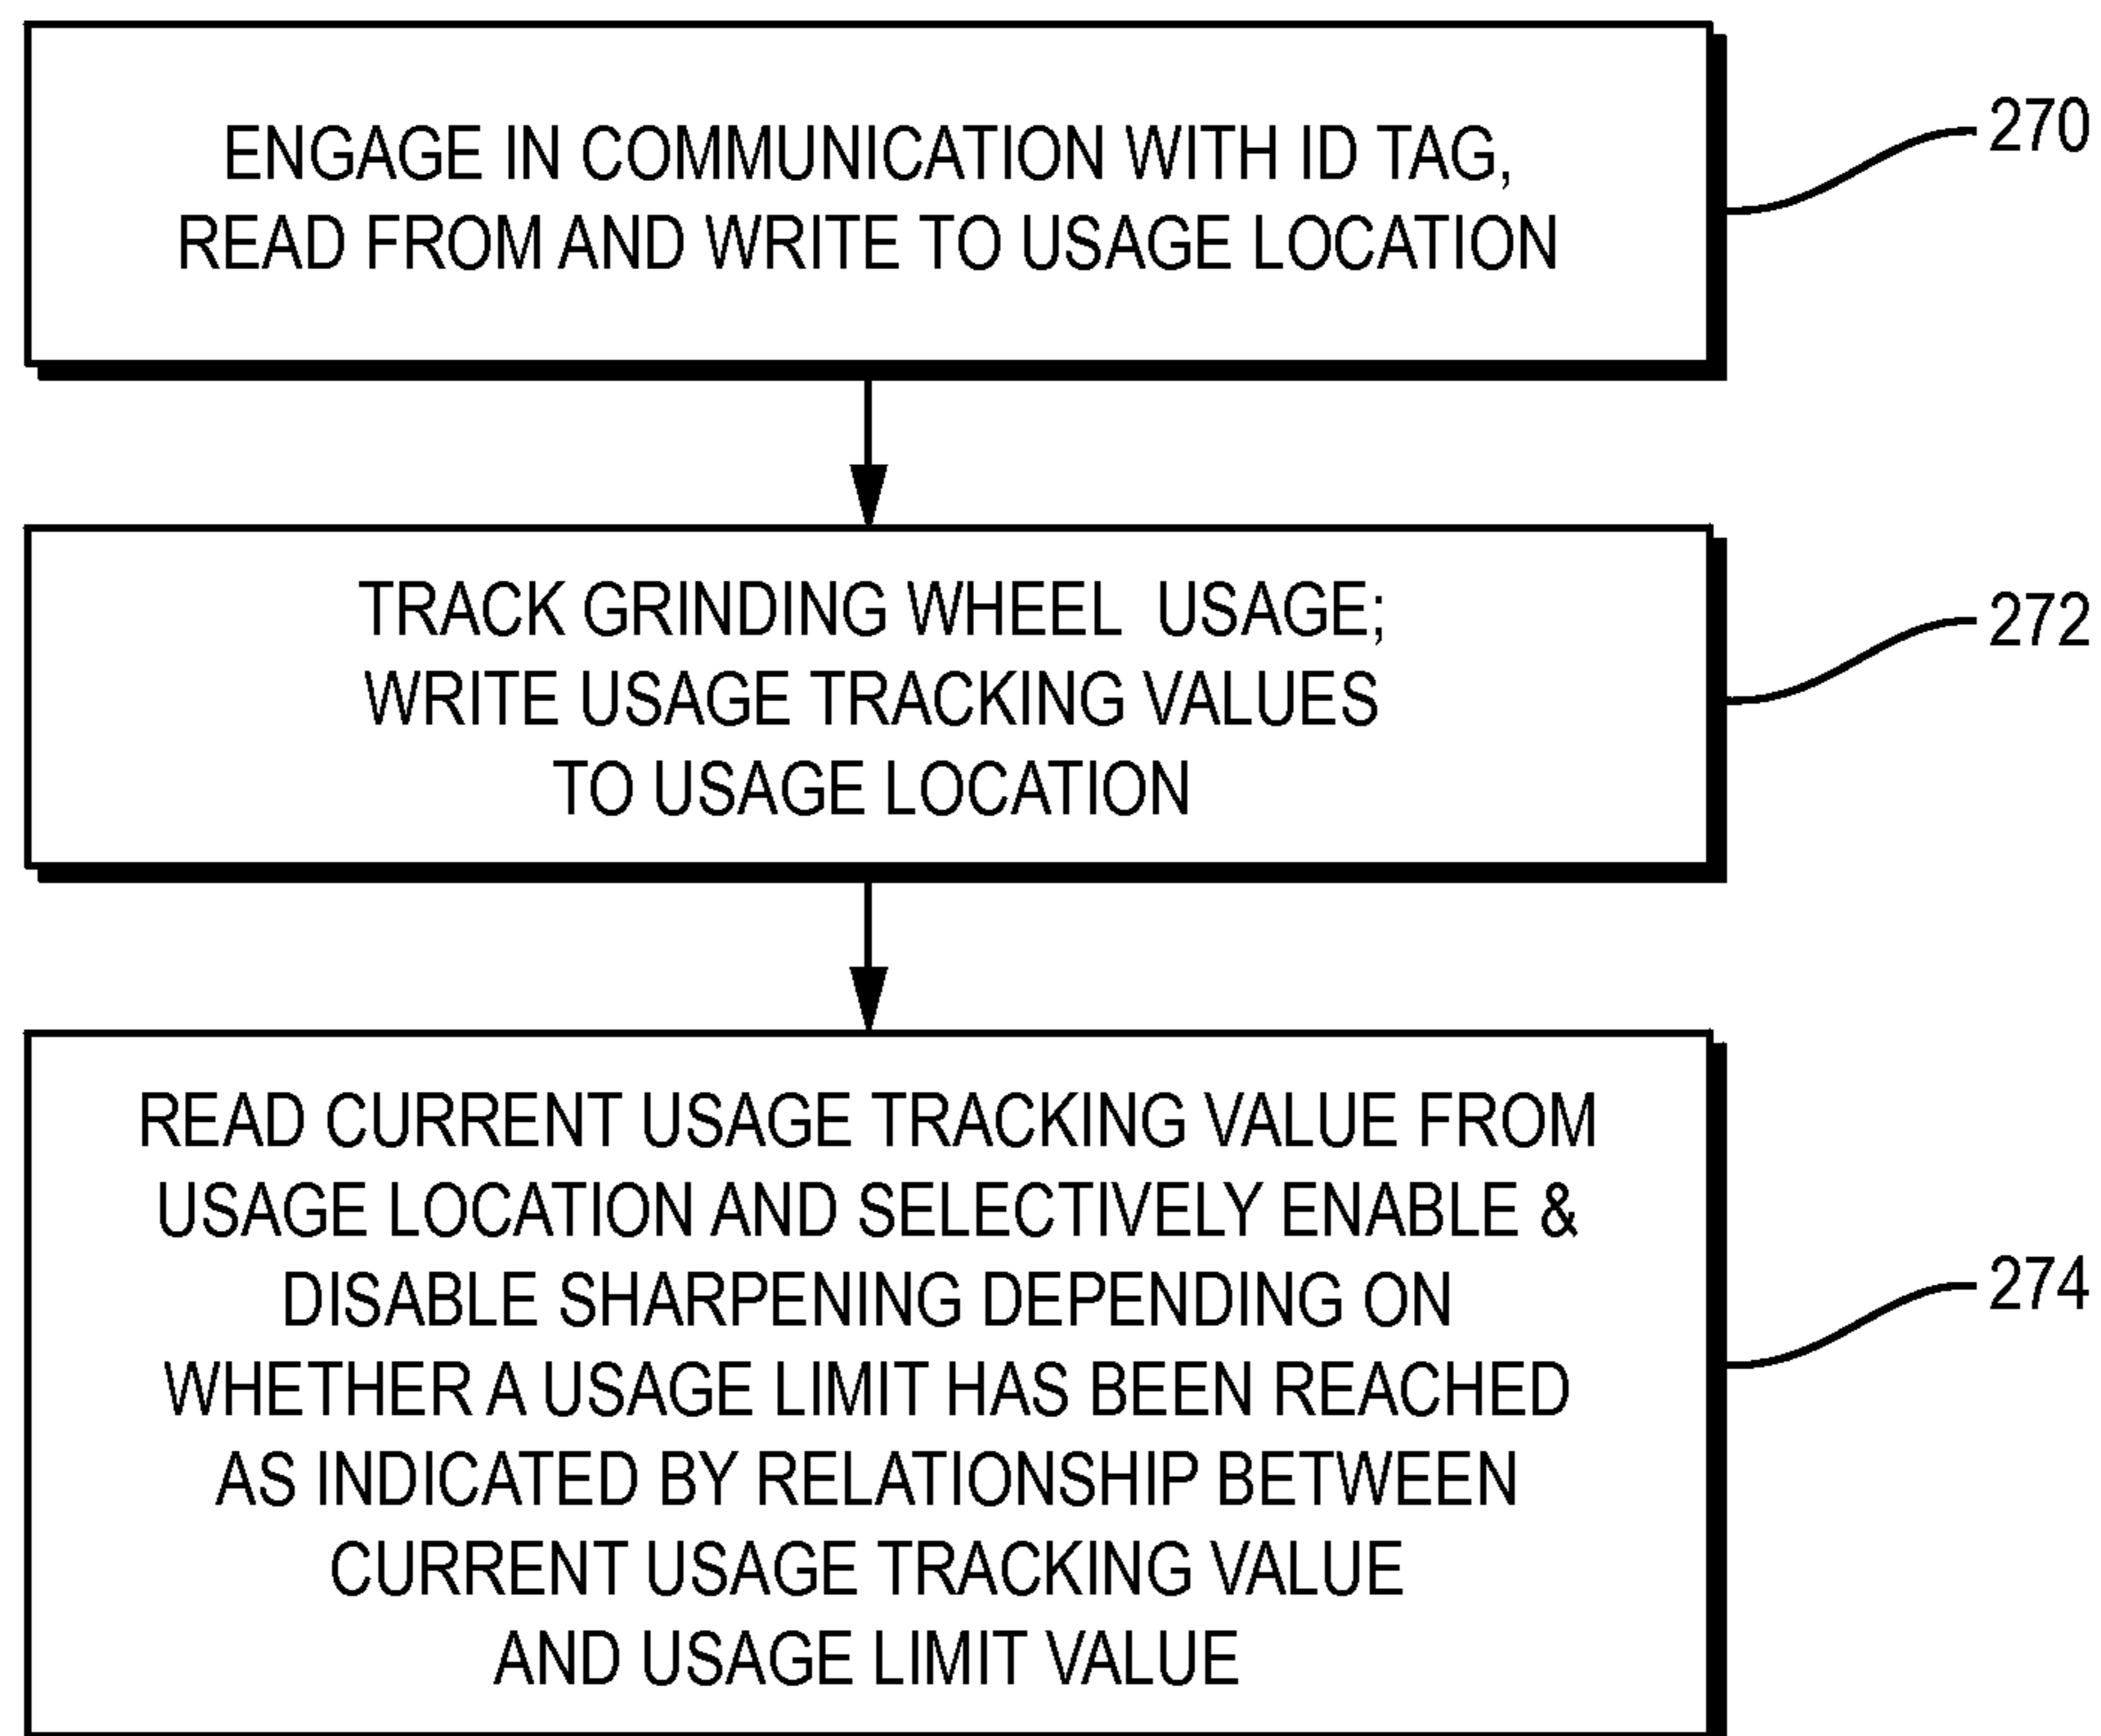 ENGAGE IN COMMUNICATION WITH ID TAG,
READ FROM AND WRITE TO USAGE LOCATION
270
TRACK GRINDING WHEEL USAGE;
WRITE USAGE TRACKING VALUES
TO USAGE LOCATION
272
READ CURRENT USAGE TRACKING VALUE FROM
USAGE LOCATION AND SELECTIVELY ENABLE &
DISABLE SHARPENING DEPENDING ON
WHETHER A USAGE LIMIT HAS BEEN REACHED
AS INDICATED BY RELATIONSHIP BETWEEN
CURRENT USAGE TRACKING VALUE
AND USAGE LIMIT VALUE
274